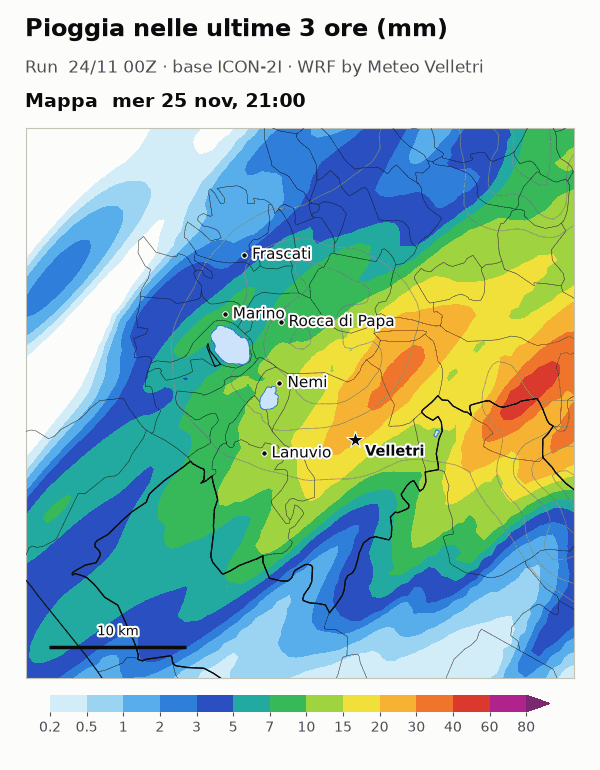 Pioggia nelle ultime 3 ore (mm)
Run  24/11 00Z · base ICON-2I · WRF by Meteo Velletri
Mappa  mer 25 nov, 21:00
Frascati
Marino
Rocca di Papa
Nemi
Velletri
Lanuvio
10 km
0.2 0.5 1 2 3 5 7 10 15 20 30 40 60 80